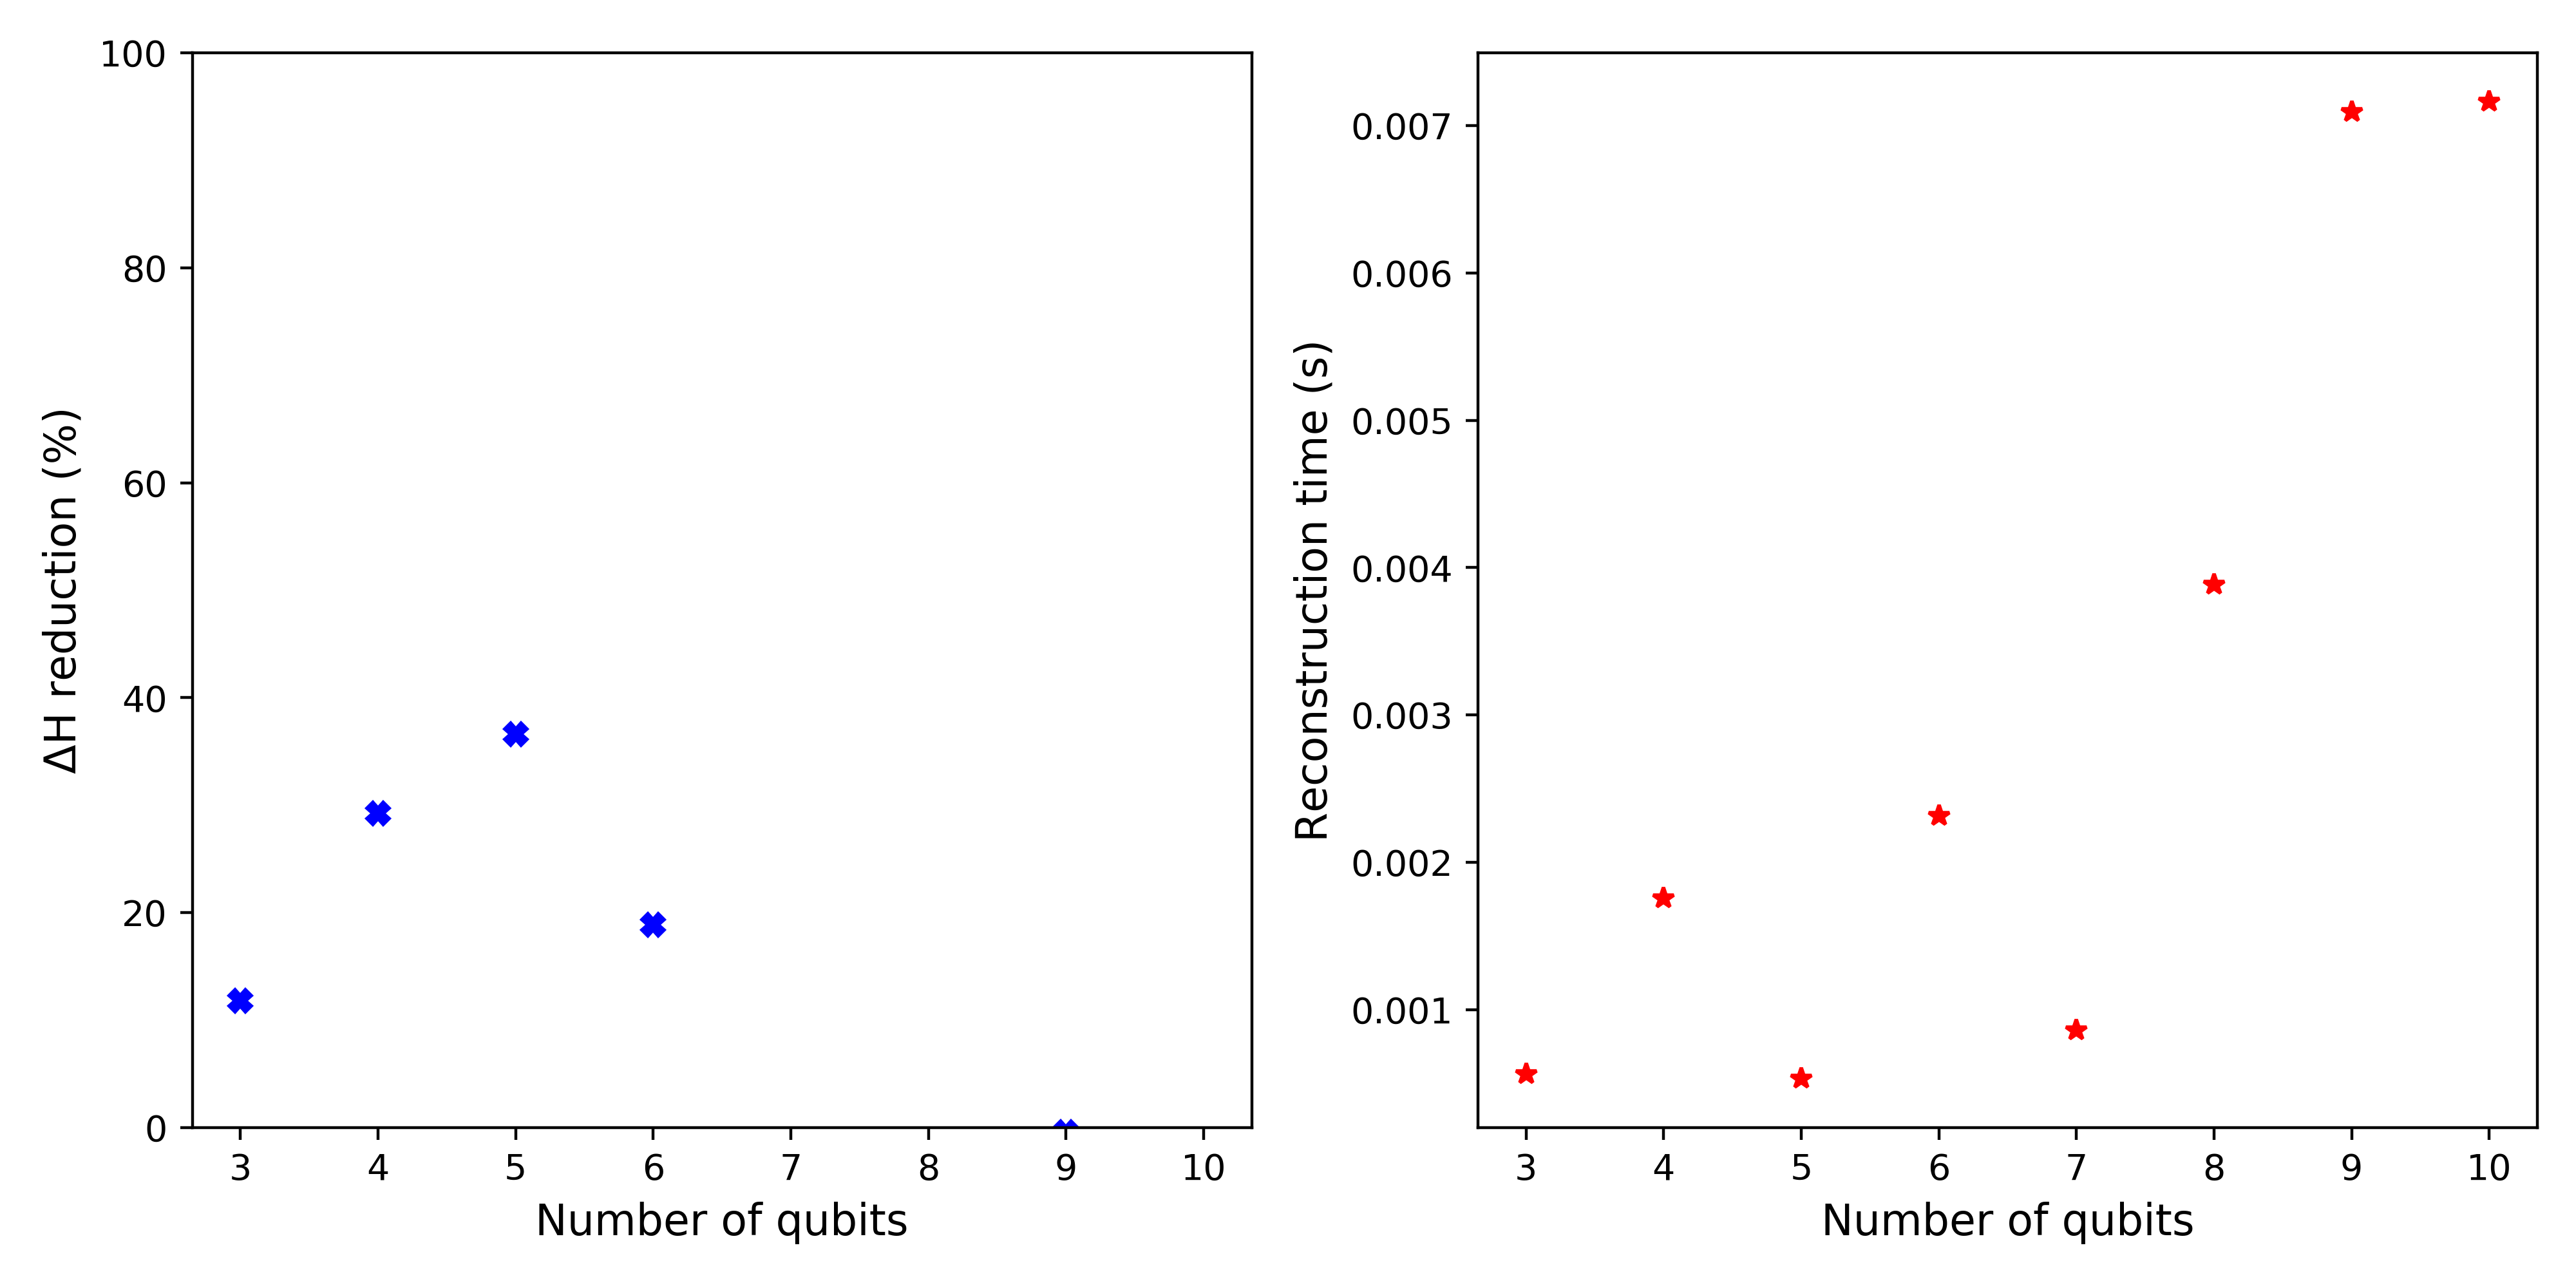 100
80
60
40
20
0
ΔH reduction (%)
3 4 5 6 7 8 9 10
Number of qubits
0.007
0.006
0.005
0.004
0.003
0.002
0.001
Reconstruction time (s)
3 4 5 6 7 8 9 10
Number of qubits